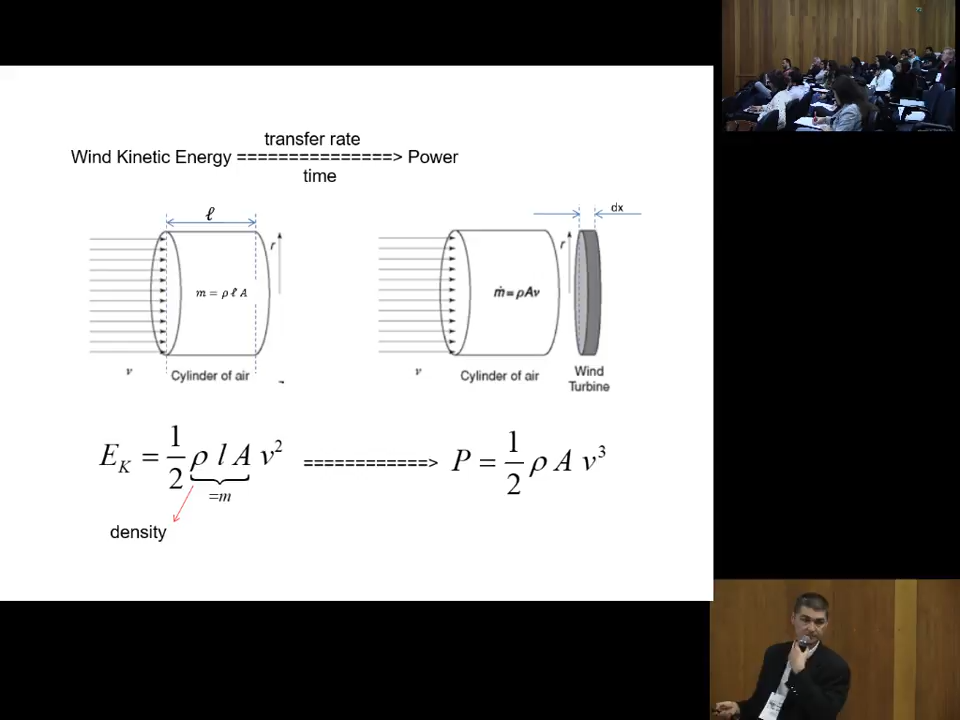 transfer rate
Wind Kinetic Energy ===============> Power
time
ℓ
dx
r
r
m = ρ ℓ A
ṁ = ρAv
v
Cylinder of air
v
Cylinder of air
Wind
Turbine
E_K = 1/2 ρ l A v²
============>
P = 1/2 ρ A v³
=m
density